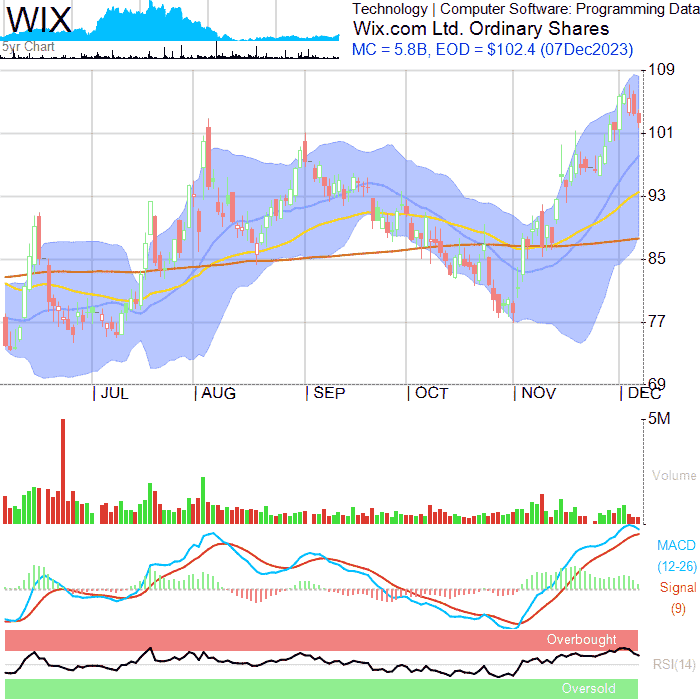 WIX
5yr Chart
Technology | Computer Software: Programming Data
Wix.com Ltd. Ordinary Shares
MC = 5.8B, EOD = $102.4 (07Dec2023)
109
101
93
85
77
69
JUL AUG SEP OCT NOV DEC
5M
Volume
MACD
(12-26)
Signal
(9)
Overbought
RSI(14)
Oversold